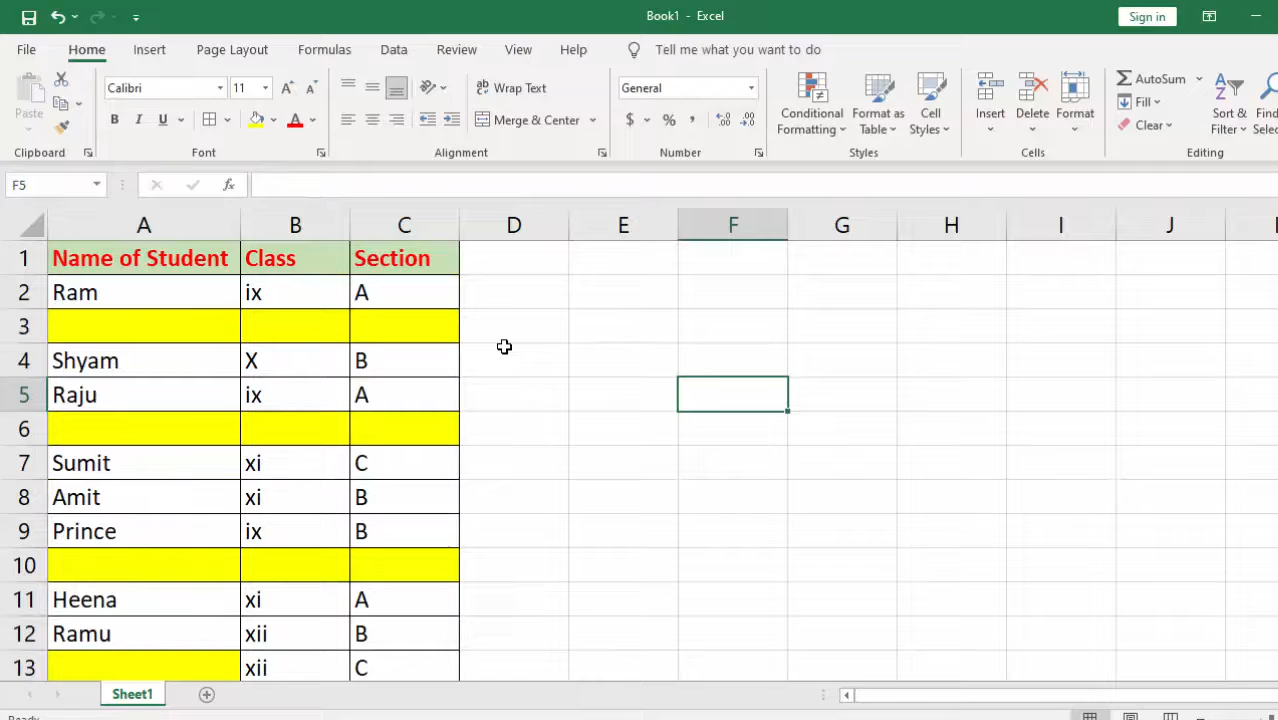 Book1 - Excel
Sign in
File Home Insert Page Layout Formulas Data Review View Help Tell me what you want to do
Calibri 11 Wrap Text General AutoSum
Paste Conditional Format as Cell Insert Delete Format Fill Sort &
B I U A Merge & Center $ % , Formatting Table Styles Clear Filter
Clipboard Font Alignment Number Styles Cells Editing
F5 fx
A B C D E F G H I J
1 Name of Student Class Section
2 Ram ix A
3
4 Shyam X B
5 Raju ix A
6
7 Sumit xi C
8 Amit xi B
9 Prince ix B
10
11 Heena xi A
12 Ramu xii B
13 xii C
Sheet1